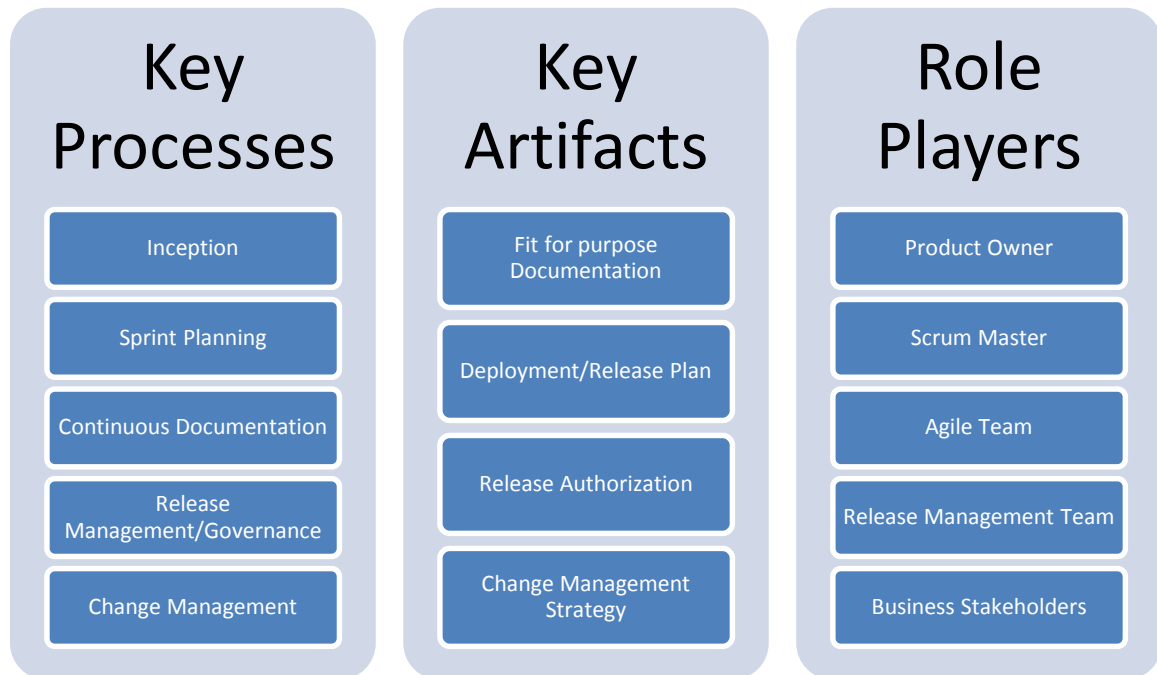 Key
Processes
Inception
Sprint Planning
Continuous Documentation
Release
Management/Governance
Change Management
Key
Artifacts
Fit for purpose
Documentation
Deployment/Release Plan
Release Authorization
Change Management
Strategy
Role
Players
Product Owner
Scrum Master
Agile Team
Release Management Team
Business Stakeholders